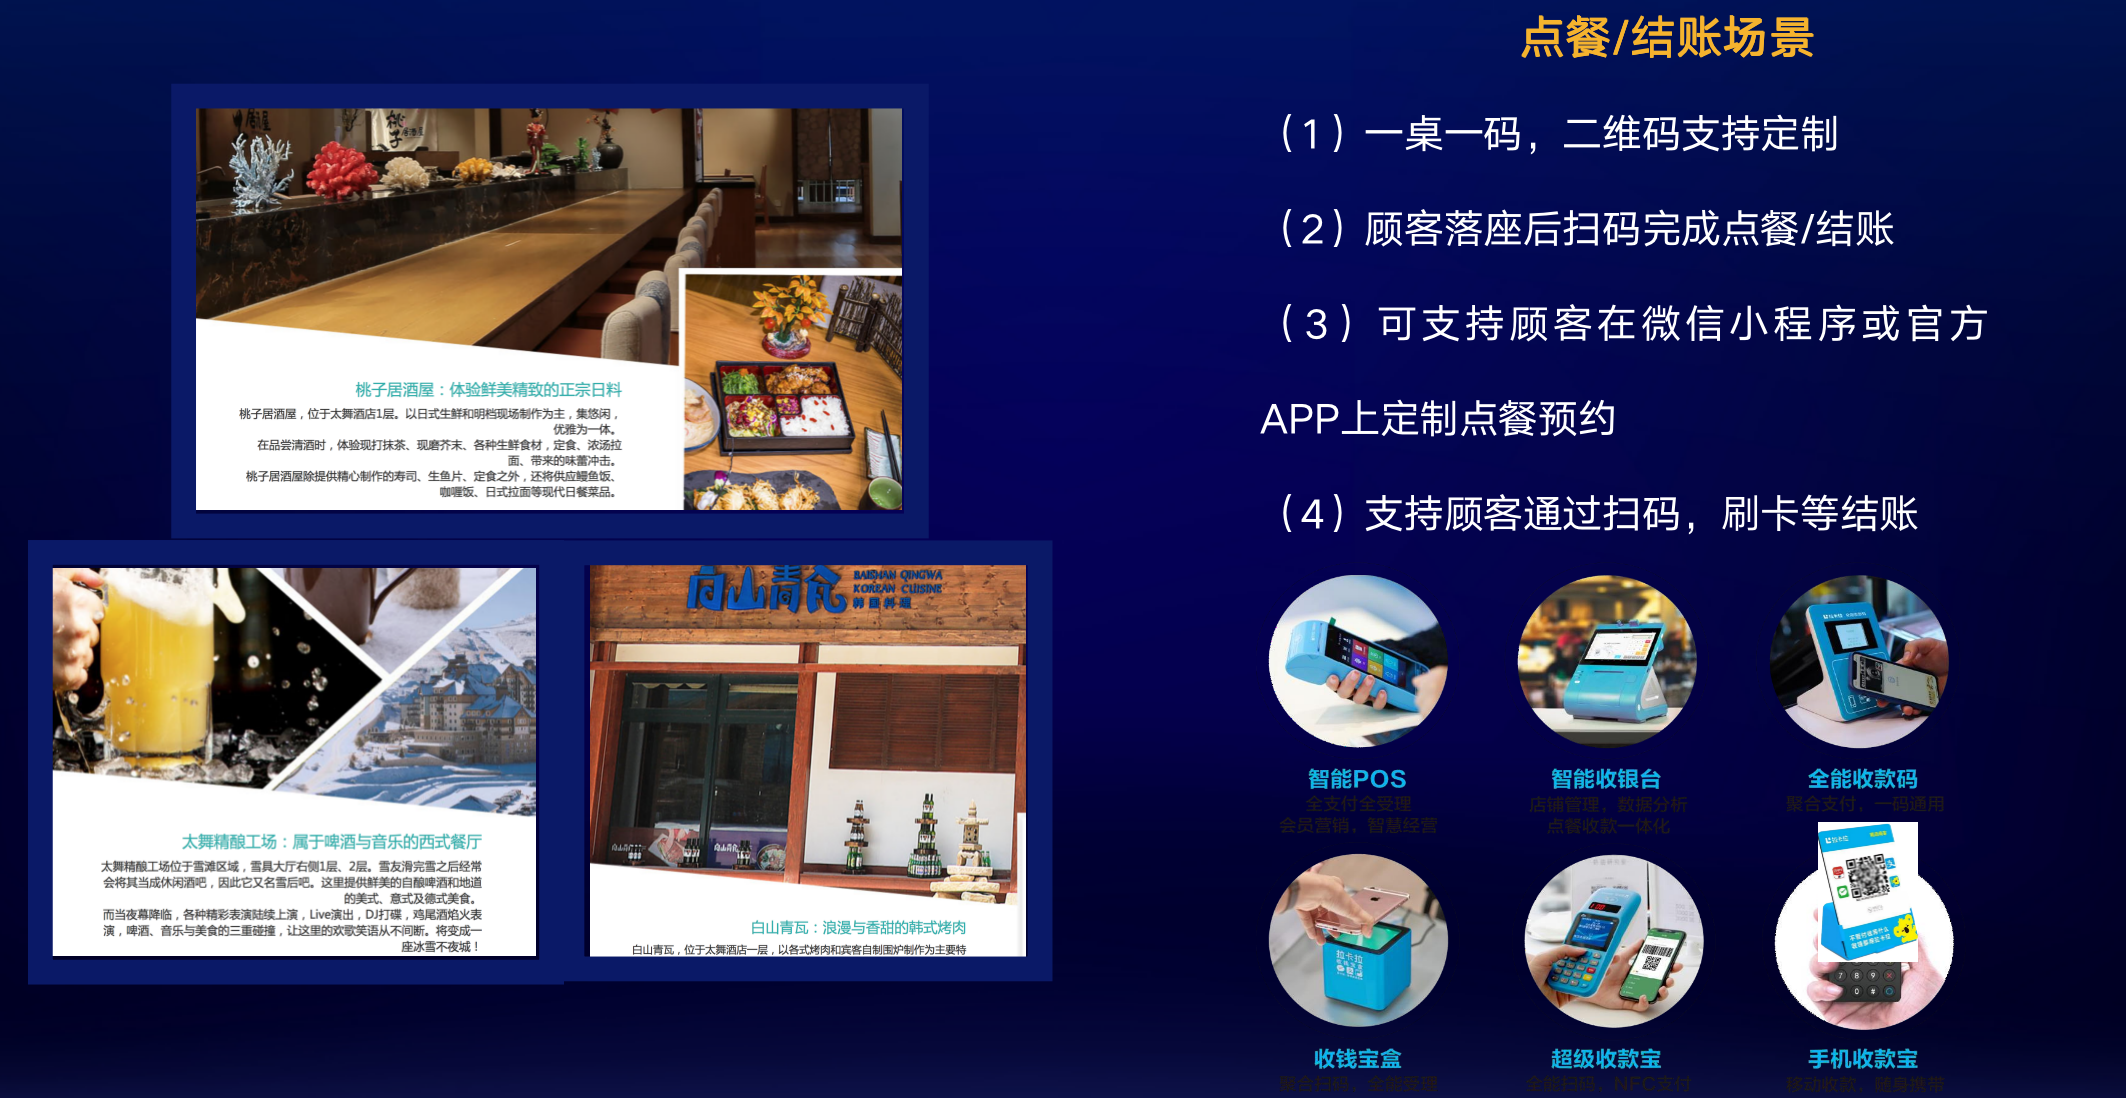 点餐/结账场景
（1）一桌一码，二维码支持定制
（2）顾客落座后扫码完成点餐/结账
（3）可支持顾客在微信小程序或官方
APP上定制点餐预约
（4）支持顾客通过扫码，刷卡等结账
桃子居酒屋：体验鲜美精致的正宗日料
桃子居酒屋，位于太舞酒店1层。以日式生鲜和明档现场制作为主，集悠闲，
优雅为一体。
在品尝清酒时，体验现打抹茶、现磨芥末、各种生鲜食材，定食、浓汤拉
面、带来的味蕾冲击。
桃子居酒屋除提供精心制作的寿司、生鱼片、定食之外，还将供应鳗鱼饭、
咖喱饭、日式拉面等现代日餐菜品。
太舞精酿工场：属于啤酒与音乐的西式餐厅
太舞精酿工场位于雪滩区域，雪具大厅右侧1层、2层。雪友滑完雪之后经常
会将其当成休闲酒吧，因此它又名雪后吧。这里提供鲜美的自酿啤酒和地道
的美式、意式及德式美食。
而当夜幕降临，各种精彩表演陆续上演，Live演出，DJ打碟，鸡尾酒焰火表
演，啤酒、音乐与美食的三重碰撞，让这里的欢歌笑语从不间断。将变成一
座冰雪不夜城！
白山青瓦
BAISHAN QINGWA
KOREAN CUISINE
韩国料理
白山青瓦：浪漫与香甜的韩式烤肉
白山青瓦，位于太舞酒店一层，以各式烤肉和宾客自制围炉制作为主要特
智能POS
全支付全受理
会员营销，智慧经营
智能收银台
店铺管理，数据分析
点餐收款一体化
全能收款码
聚合支付，一码通用
拉卡拉
收钱宝盒
聚合扫码，全能受理
超级收款宝
全能扫码，NFC支付
手机收款宝
移动收款，随身携带